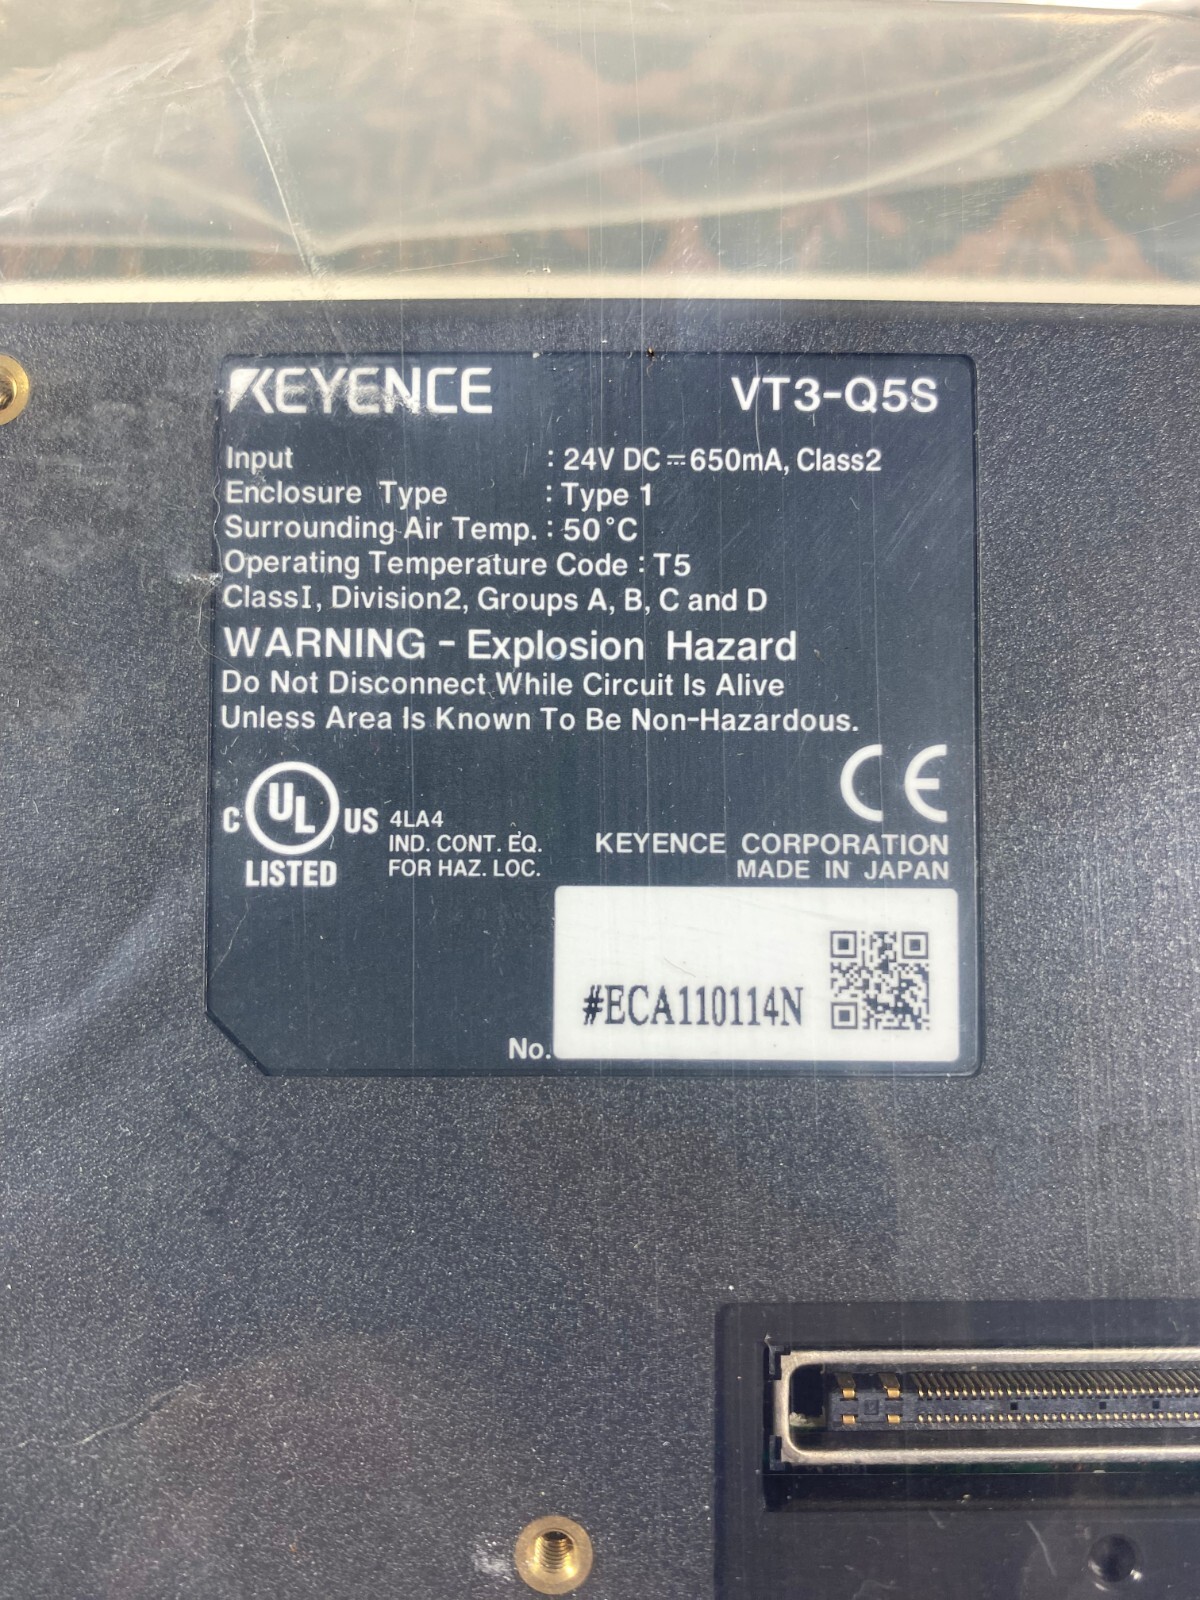 KEYENCE VT3-Q5S
Input : 24V DC ⎓ 650mA, Class2
Enclosure Type : Type 1
Surrounding Air Temp. : 50°C
Operating Temperature Code : T5
ClassI, Division2, Groups A, B, C and D
WARNING - Explosion Hazard
Do Not Disconnect While Circuit Is Alive
Unless Area Is Known To Be Non-Hazardous.
CE
C UL US 4LA4
IND. CONT. EQ.
FOR HAZ. LOC.
LISTED
KEYENCE CORPORATION
MADE IN JAPAN
No. #ECA110114N